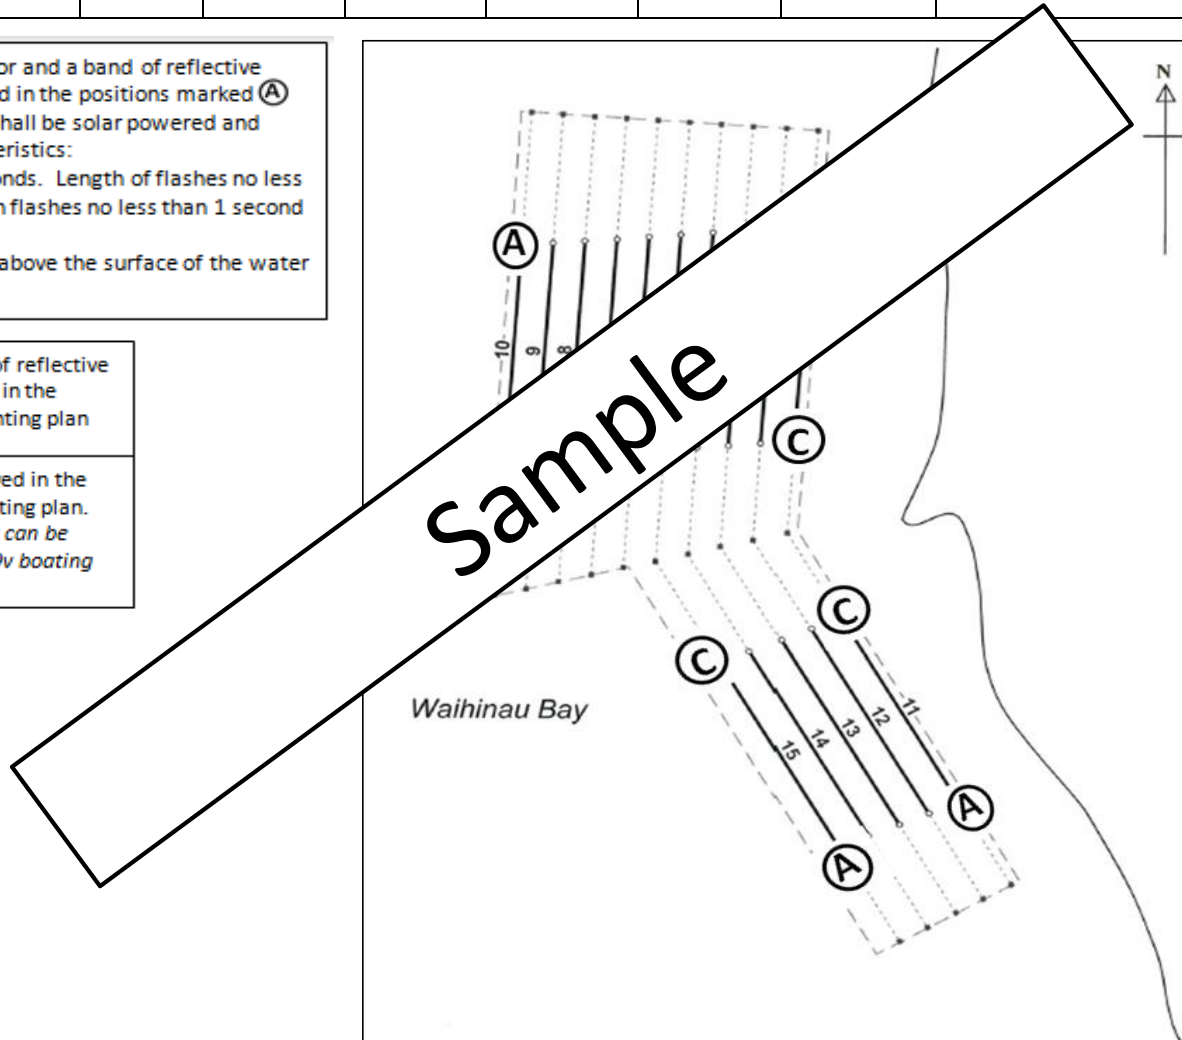 or and a band of reflective
d in the positions marked Ⓐ
hall be solar powered and
eristics:
onds. Length of flashes no less
n flashes no less than 1 second
above the surface of the water
of reflective
in the
nting plan
ed in the
ting plan.
can be
0v boating
N
A
10
9
8
Sample
C
C
C
Waihinau Bay
11
12
13
14
15
A
A